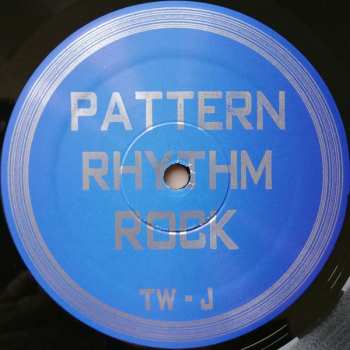 PATTERN
RHYTHM
ROCK
TW - J